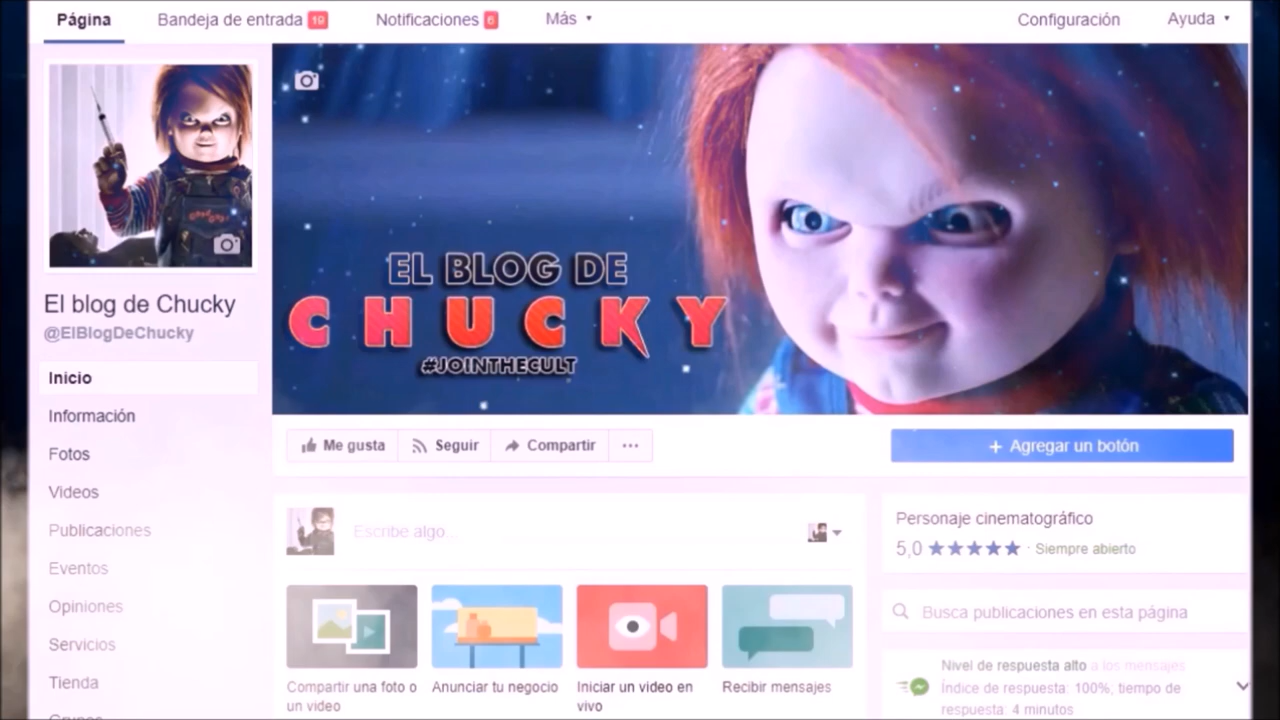 Página
Bandeja de entrada 19
Notificaciones 6
Más
Configuración
Ayuda
EL BLOG DE
CHUCKY
#JOINTHECULT
El blog de Chucky
@ElBlogDeChucky
Inicio
Información
Fotos
Videos
Publicaciones
Eventos
Opiniones
Servicios
Tienda
Me gusta
Seguir
Compartir
+ Agregar un botón
Escribe algo...
Compartir una foto o
un video
Anunciar tu negocio
Iniciar un video en
vivo
Recibir mensajes
Personaje cinematográfico
5,0 ★★★★★ · Siempre abierto
Busca publicaciones en esta página
Nivel de respuesta alto a los mensajes
Índice de respuesta: 100%; tiempo de
respuesta: 4 minutos